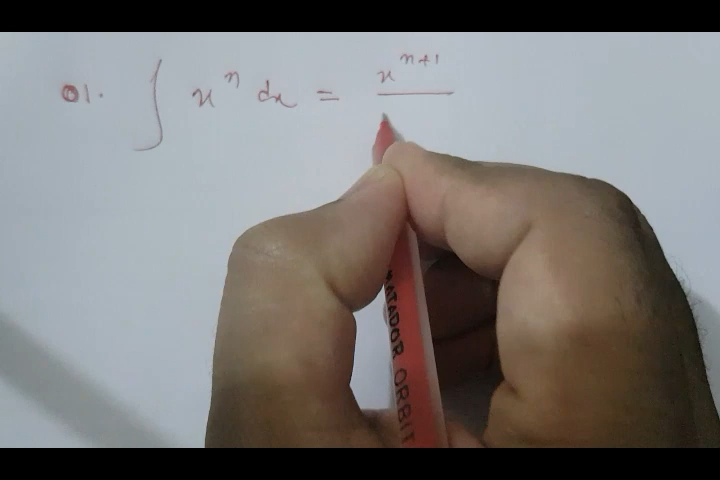 01. ∫ xⁿ dx = xⁿ⁺¹ /
MATADOR ORBIT